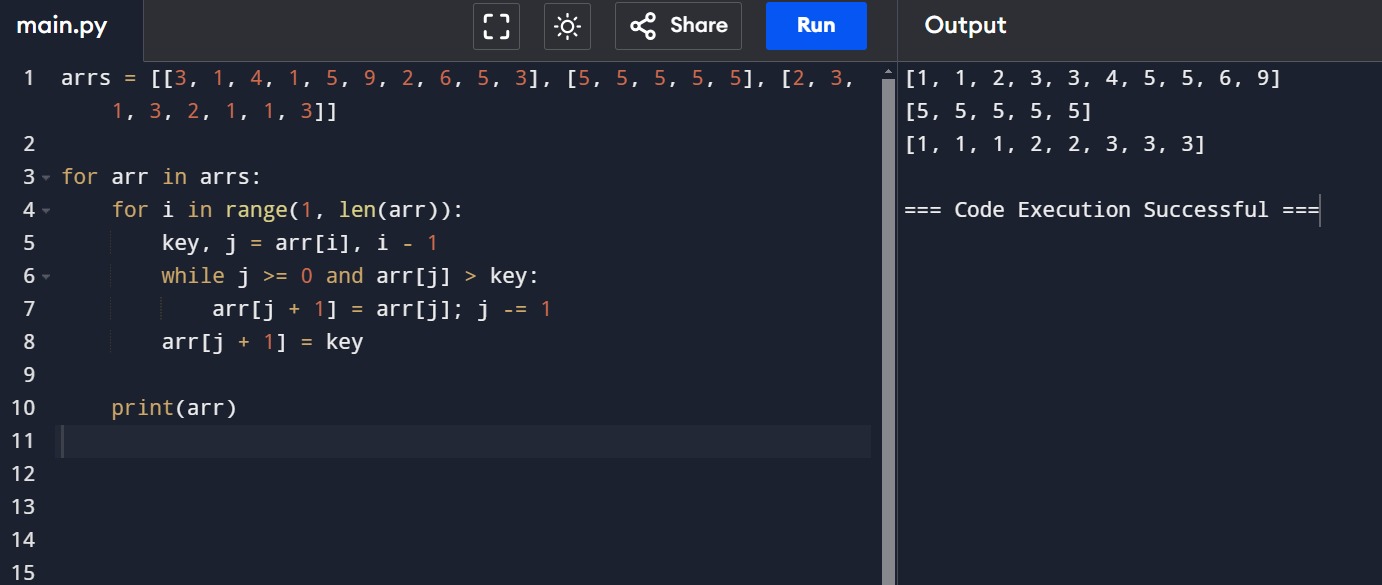 main.py Share Run Output
1 arrs = [[3, 1, 4, 1, 5, 9, 2, 6, 5, 3], [5, 5, 5, 5, 5], [2, 3,
1, 3, 2, 1, 1, 3]]
2
3 for arr in arrs:
4     for i in range(1, len(arr)):
5         key, j = arr[i], i - 1
6         while j >= 0 and arr[j] > key:
7             arr[j + 1] = arr[j]; j -= 1
8         arr[j + 1] = key
9
10     print(arr)
11
12
13
14
15
[1, 1, 2, 3, 3, 4, 5, 5, 6, 9]
[5, 5, 5, 5, 5]
[1, 1, 1, 2, 2, 3, 3, 3]
=== Code Execution Successful ===